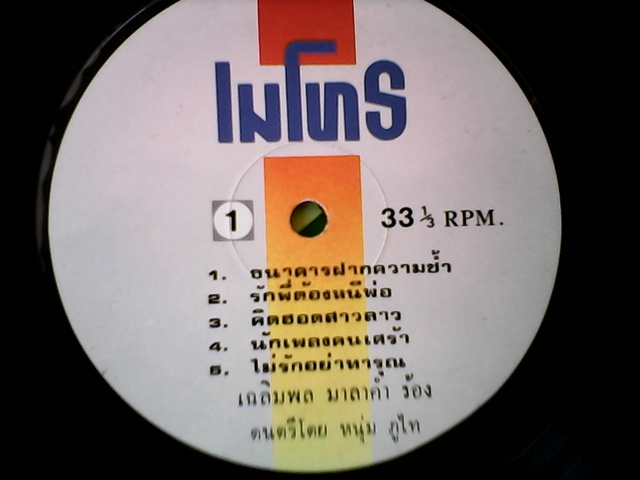 เมโทร
1
33 ⅓ RPM.
1. ธนาคารฝากความช้ำ
2. รักพี่ต้องหนีพ่อ
3. คิดฮอดสาวลาว
4. นักเพลงคนเศร้า
5. ไม่รักอย่าหารุณ
เฉลิมพล มาลาคำ ร้อง
ดนตรีโดย หนุ่ม ภูไท